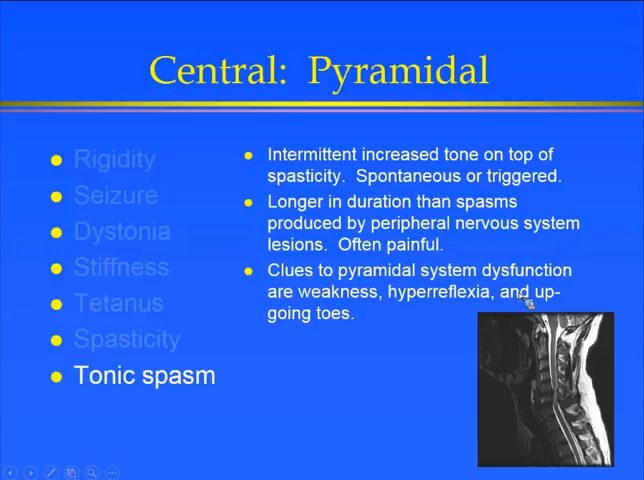 Central: Pyramidal
Rigidity
Seizure
Dystonia
Stiffness
Tetanus
Spasticity
Tonic spasm
Intermittent increased tone on top of
spasticity. Spontaneous or triggered.
Longer in duration than spasms
produced by peripheral nervous system
lesions. Often painful.
Clues to pyramidal system dysfunction
are weakness, hyperreflexia, and up-
going toes.